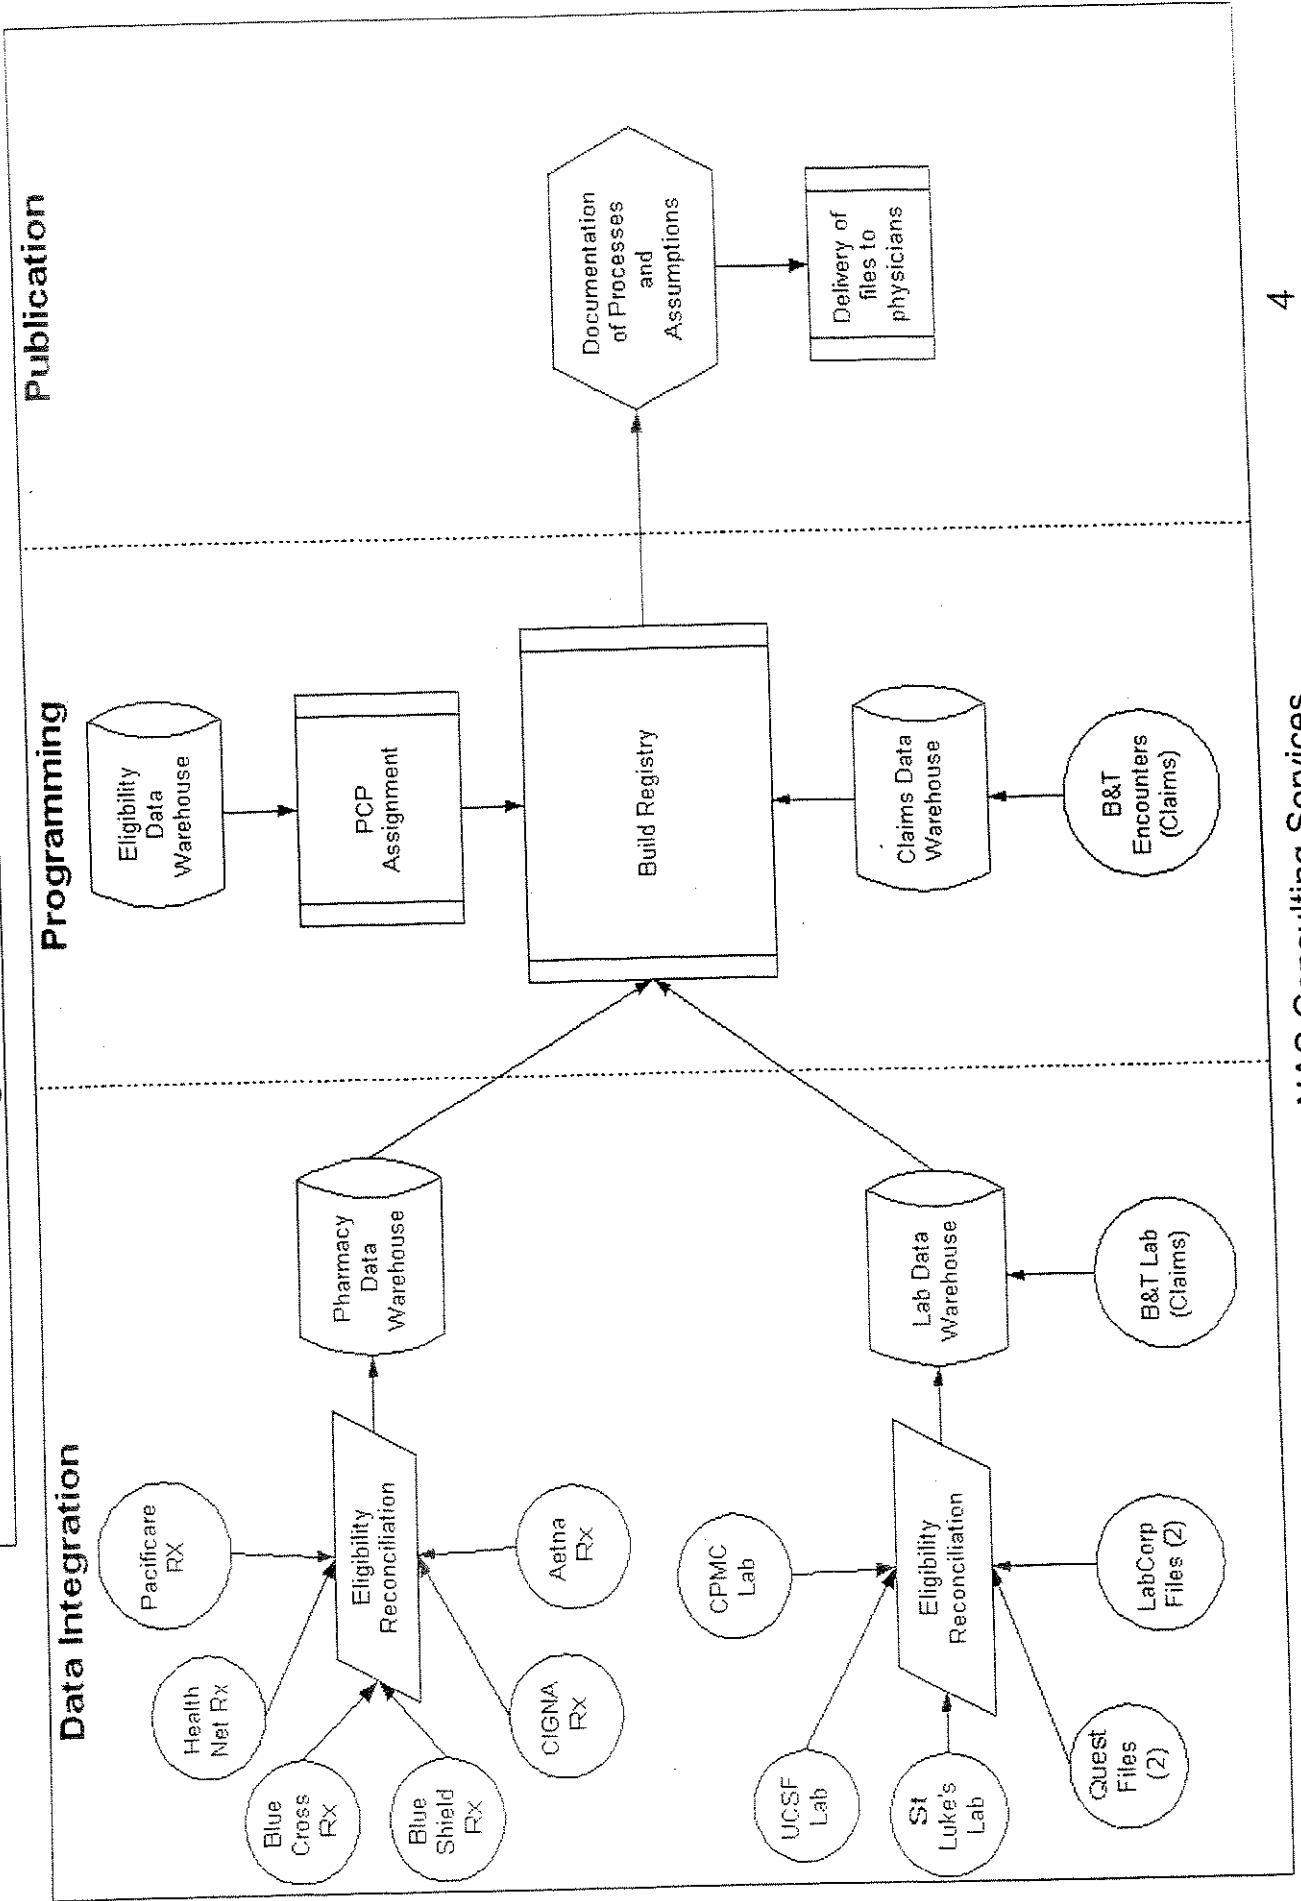 Data Integration
Programming
Publication
Pacificare
RX
Health
Net Rx
Blue
Cross
RX
Blue
Shield
RX
CIGNA
RX
Aetna
RX
Eligibility
Reconciliation
Pharmacy
Data
Warehouse
CPMC
Lab
UCSF
Lab
St
Luke's
Lab
Quest
Files
(2)
LabCorp
Files (2)
Eligibility
Reconciliation
Lab Data
Warehouse
B&T Lab
(Claims)
Eligibility
Data
Warehouse
PCP
Assignment
Build Registry
Claims Data
Warehouse
B&T
Encounters
(Claims)
Documentation
of Processes
and
Assumptions
Delivery of
files to
physicians
Consulting Services
4